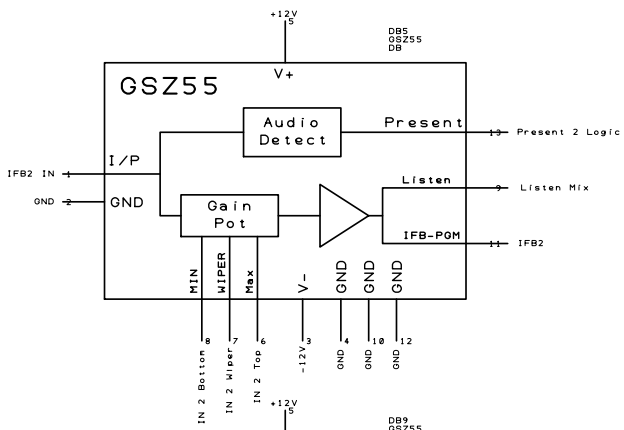 +12V
5
DB5
GSZ55
DB
V+
GSZ55
Audio
Detect
Present
13
Present 2 Logic
I/P
IFB2 IN
1
GND
2
GND
Gain
Pot
Listen
9
Listen Mix
IFB-PGM
11
IFB2
MIN
WIPER
Max
V-
GND
GND
GND
8
7
6
3
4
10
12
IN 2 Bottom
IN 2 Wiper
IN 2 Top
-12V
GND
GND
GND
+12V
5
DB9
GSZ55